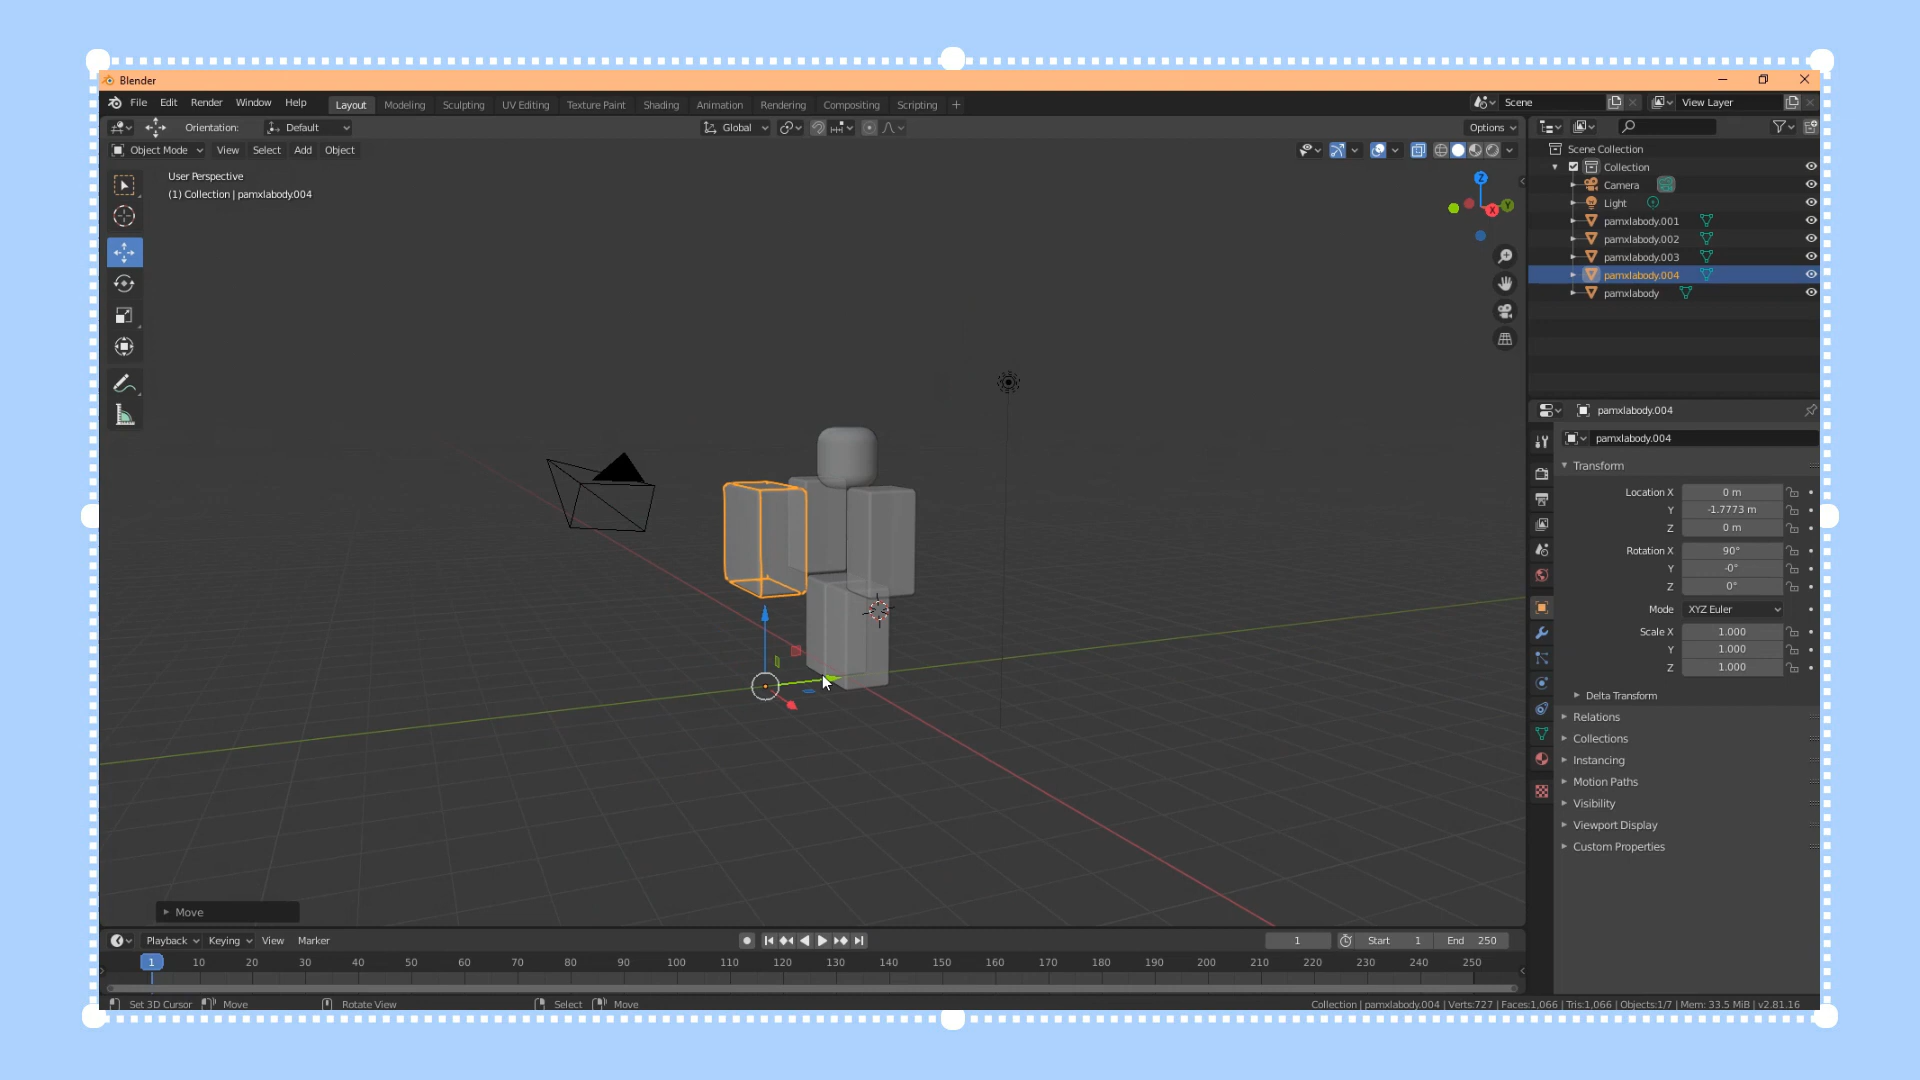 Blender
File Edit Render Window Help Layout Modeling Sculpting UV Editing Texture Paint Shading Animation Rendering Compositing Scripting + Scene View Layer
Orientation: Default Global Options
Object Mode View Select Add Object
User Perspective
(1) Collection | pamxlabody.004
Z
X
Y
Scene Collection
Collection
Camera
Light
pamxlabody.001
pamxlabody.002
pamxlabody.003
pamxlabody.004
pamxlabody
pamxlabody.004
pamxlabody.004
Transform
Location X 0 m
Y -1.7773 m
Z 0 m
Rotation X 90°
Y -0°
Z 0°
Mode XYZ Euler
Scale X 1.000
Y 1.000
Z 1.000
Delta Transform
Relations
Collections
Instancing
Motion Paths
Visibility
Viewport Display
Custom Properties
Move
Playback Keying View Marker 1 Start 1 End 250
1 10 20 30 40 50 60 70 80 90 100 110 120 130 140 150 160 170 180 190 200 210 220 230 240 250
Set 3D Cursor Move Rotate View Select Move Collection | pamxlabody.004 | Verts:727 | Faces:1,066 | Tris:1,066 | Objects:1/7 | Mem: 33.5 MiB | v2.81.16